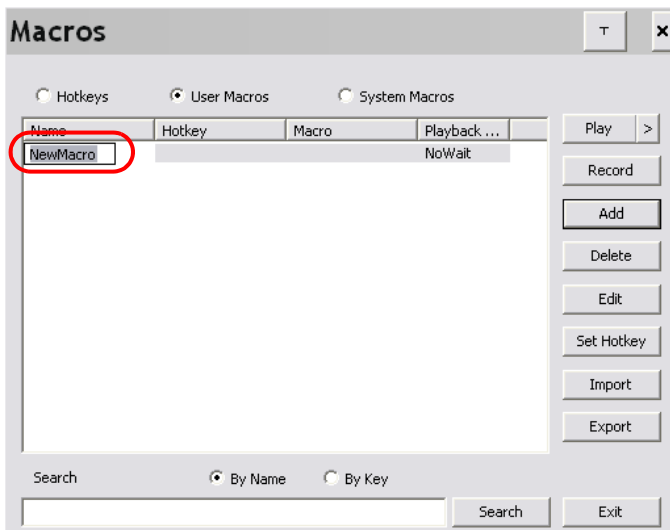 Macros T ×
Hotkeys User Macros System Macros
Name Hotkey Macro Playback ...
NewMacro NoWait
Play >
Record
Add
Delete
Edit
Set Hotkey
Import
Export
Search By Name By Key
Search Exit